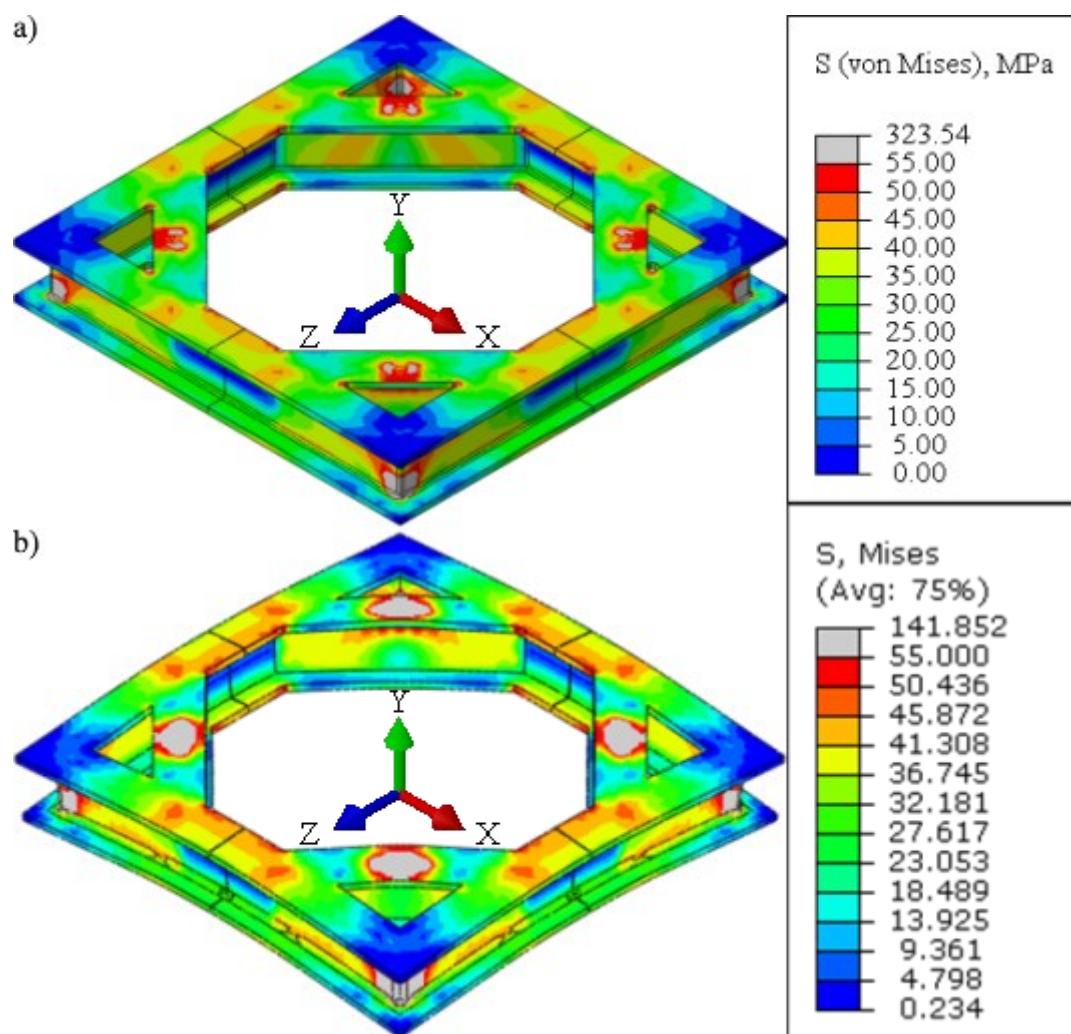 a)
Y
Z
X
S (von Mises), MPa
323.54
55.00
50.00
45.00
40.00
35.00
30.00
25.00
20.00
15.00
10.00
5.00
0.00
b)
Y
Z
X
S, Mises
(Avg: 75%)
141.852
55.000
50.436
45.872
41.308
36.745
32.181
27.617
23.053
18.489
13.925
9.361
4.798
0.234